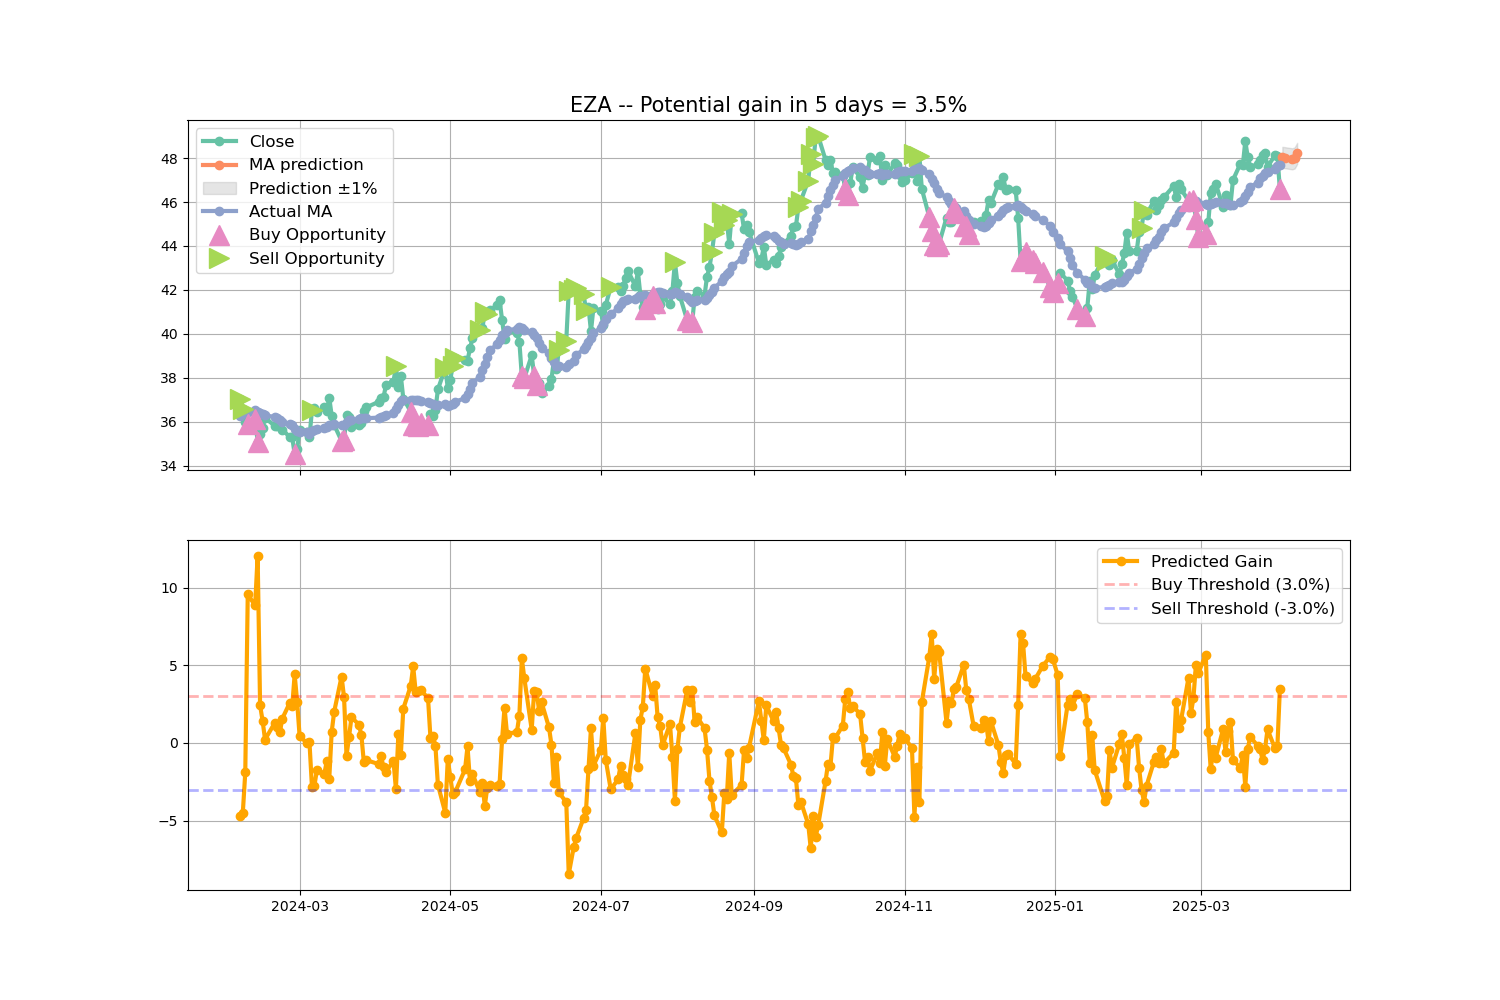 EZA -- Potential gain in 5 days = 3.5%
Close
MA prediction
Prediction ±1%
Actual MA
Buy Opportunity
Sell Opportunity
48
46
44
42
40
38
36
34
Predicted Gain
Buy Threshold (3.0%)
Sell Threshold (-3.0%)
10
5
0
−5
2024-03
2024-05
2024-07
2024-09
2024-11
2025-01
2025-03